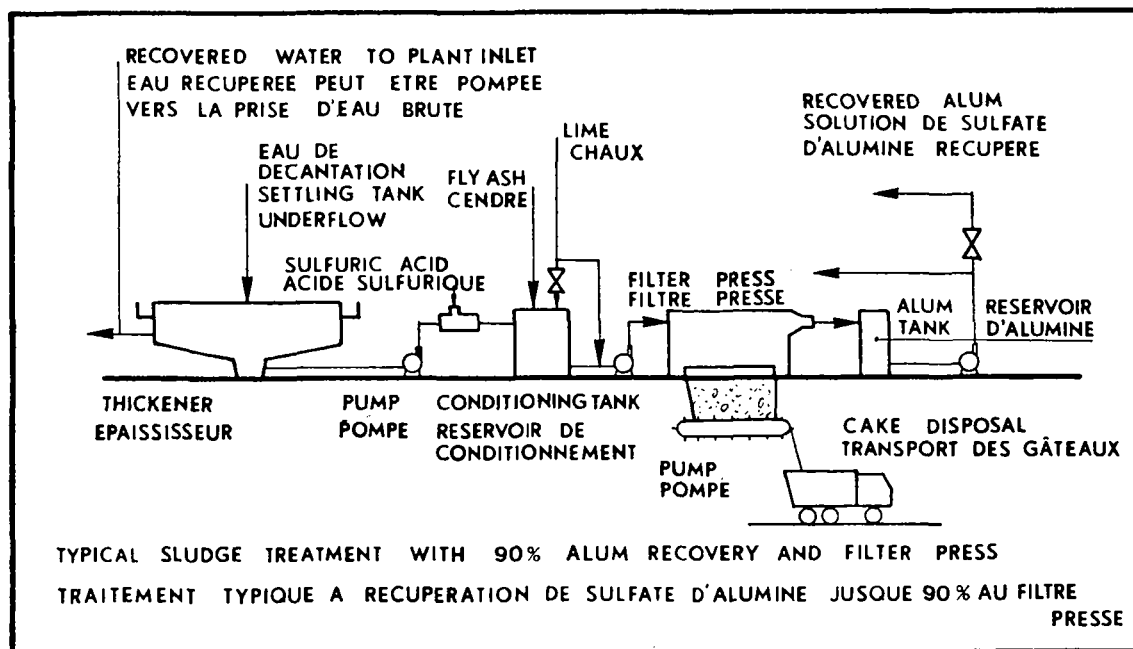 RECOVERED WATER TO PLANT INLET
EAU RECUPEREE PEUT ETRE POMPEE
VERS LA PRISE D'EAU BRUTE
EAU DE
DECANTATION
SETTLING TANK
UNDERFLOW
FLY ASH
CENDRE
LIME
CHAUX
RECOVERED ALUM
SOLUTION DE SULFATE
D'ALUMINE RECUPERE
SULFURIC ACID
ACIDE SULFURIQUE
FILTER PRESS
FILTRE PRESSE
ALUM
TANK
RESERVOIR
D'ALUMINE
THICKENER
EPAISSISSEUR
PUMP
POMPE
CONDITIONING TANK
RESERVOIR DE
CONDITIONNEMENT
PUMP
POMPE
CAKE DISPOSAL
TRANSPORT DES GÂTEAUX
TYPICAL SLUDGE TREATMENT WITH 90% ALUM RECOVERY AND FILTER PRESS
TRAITEMENT TYPIQUE A RECUPERATION DE SULFATE D'ALUMINE JUSQUE 90% AU FILTRE
PRESSE